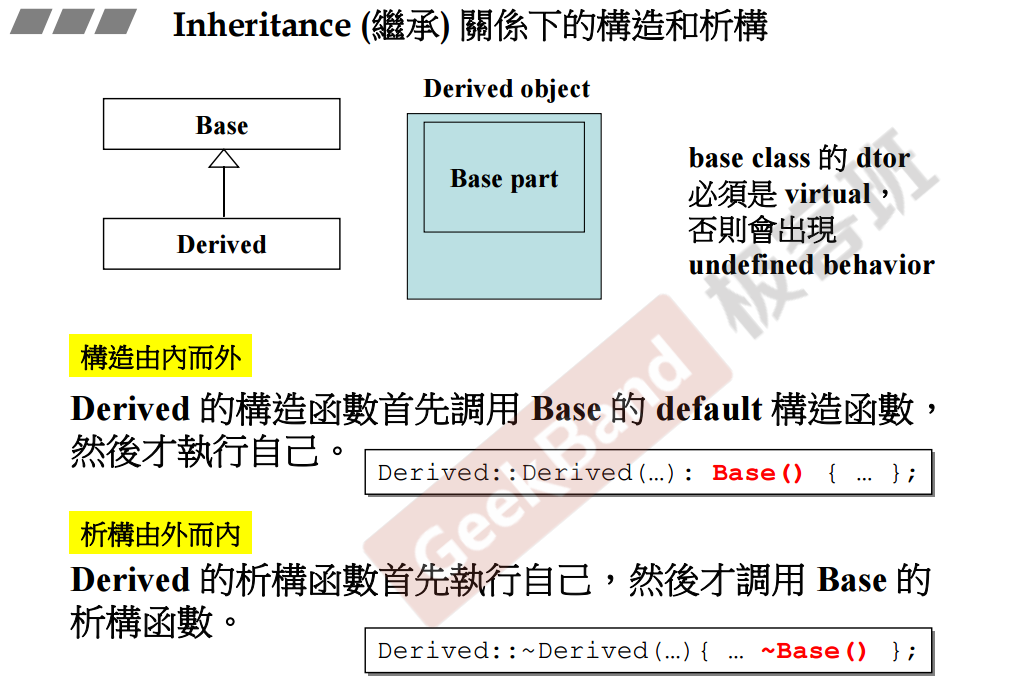 Inheritance (繼承) 關係下的構造和析構
Derived object
Base
Base part
Derived
base class 的 dtor
必須是 virtual，
否則會出現
undefined behavior
極客班
GeekBand
構造由內而外
Derived 的構造函數首先調用 Base 的 default 構造函數，
然後才執行自己。
Derived::Derived(…): Base() { … };
析構由外而內
Derived 的析構函數首先執行自己，然後才調用 Base 的
析構函數。
Derived::~Derived(…){ … ~Base() };